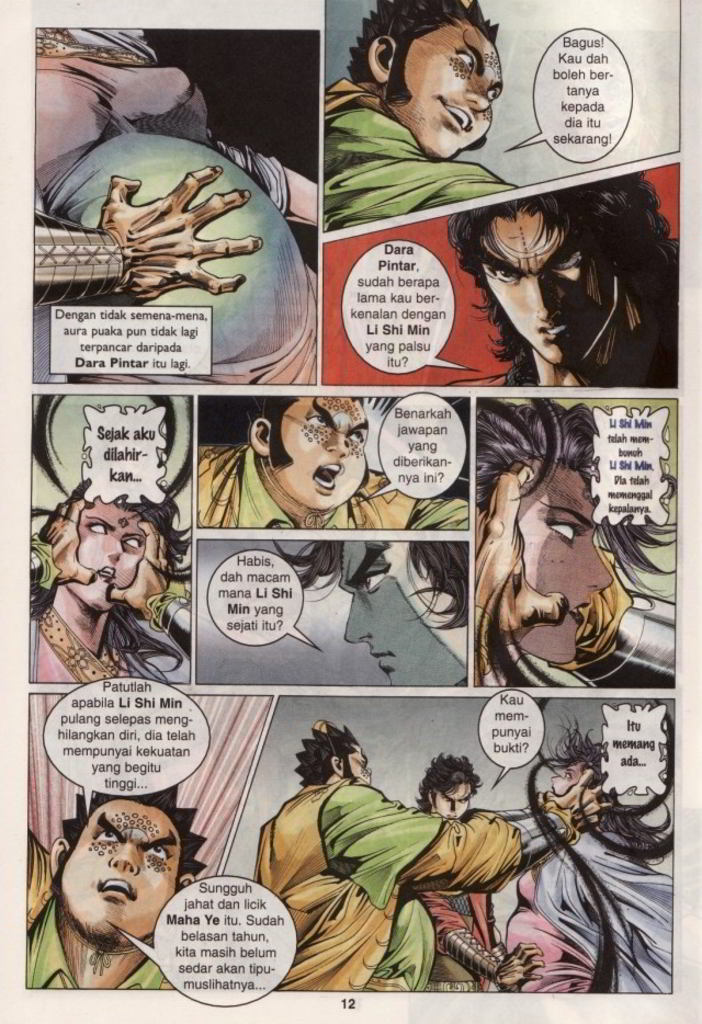 Dengan tidak semena-mena,
aura puaka pun tidak lagi
terpancar daripada
Dara Pintar itu lagi.
Bagus!
Kau dah
boleh ber-
tanya
kepada
dia itu
sekarang!
Dara
Pintar,
sudah berapa
lama kau ber-
kenalan dengan
Li Shi Min
yang palsu
itu?
Sejak aku
dilahir-
kan...
Benarkah
jawapan
yang
diberikan-
nya ini?
Habis,
dah macam
mana Li Shi
Min yang
sejati itu?
Li Shi Min
telah mem-
bunuh
Li Shi Min.
Dia telah
memenggal
kepalanya.
Patutlah
apabila Li Shi Min
pulang selepas meng-
hilangkan diri, dia telah
mempunyai kekuatan
yang begitu
tinggi...
Sungguh
jahat dan licik
Maha Ye itu. Sudah
belasan tahun,
kita masih belum
sedar akan tipu-
muslihatnya...
Kau
mem-
punyai
bukti?
Itu
memang
ada...
12